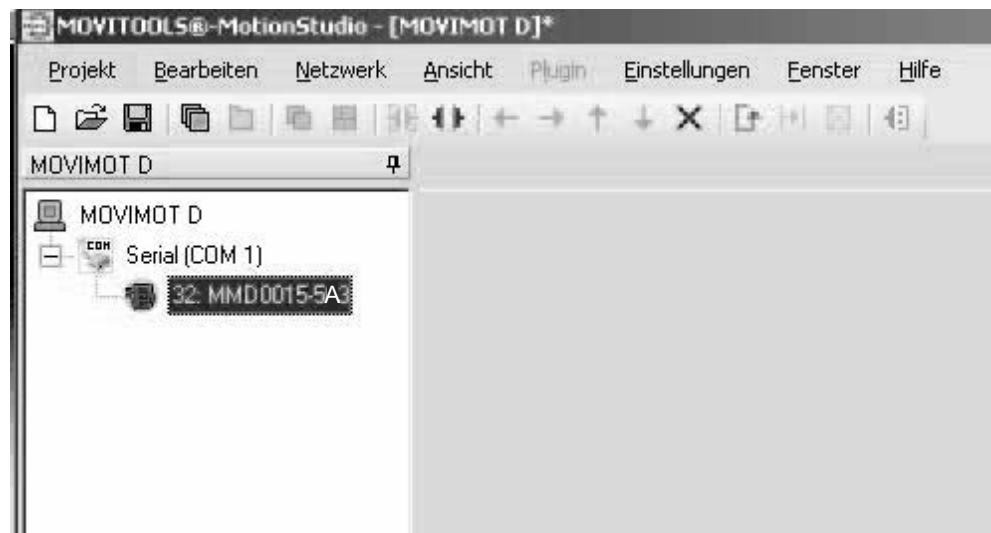 MOVITOOLS®-MotionStudio - [MOVIMOT D]*
Projekt Bearbeiten Netzwerk Ansicht Plugin Einstellungen Fenster Hilfe
MOVIMOT D
MOVIMOT D
COM
Serial (COM 1)
32: MMD0015-5A3